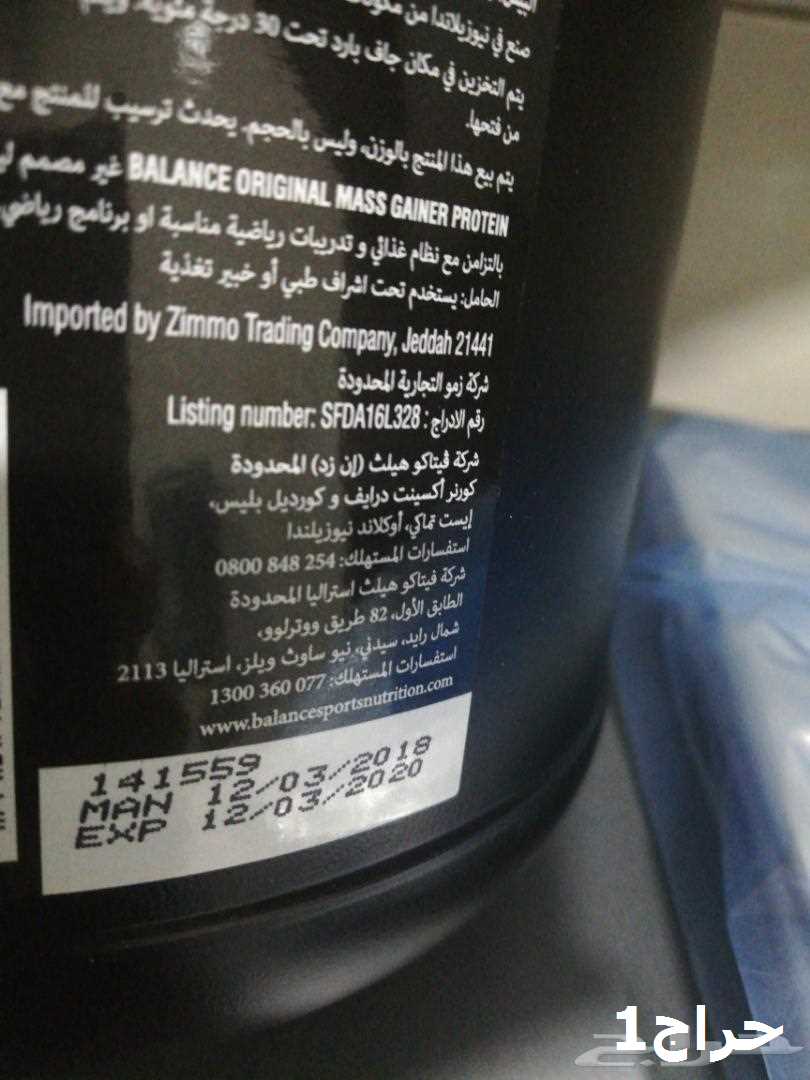 صنع في نيوزيلاندا من
يتم التخزين في مكان جاف بارد تحت 30 درجة مئوية. ويتم
من فتحها.
يتم بيع هذا المنتج بالوزن، وليس بالحجم. يحدث ترسيب للمنتج مع
BALANCE ORIGINAL MASS GAINER PROTEIN غير مصمم
بالتزامن مع نظام غذائي و تدريبات رياضية مناسبة او برنامج رياضي.
الحامل: يستخدم تحت اشراف طبي أو خبير تغذية
Imported by Zimmo Trading Company, Jeddah 21441
شركة زمو التجارية المحدودة
رقم الادراج : Listing number: SFDA16L328
شركة ڤيتاكو هيلث (إن زد) المحدودة
كورنر أكسينت درايف و كورديل بليس،
إيست تماكي، أوكلاند نيوزيلندا
استفسارات المستهلك: 254 848 0800
شركة فيتاكو هيلث استراليا المحدودة
الطابق الأول، 82 طريق ووترلوو،
شمال رايد، سيدني، نيو ساوث ويلز، استراليا 2113
استفسارات المستهلك: 077 360 1300
www.balancesportsnutrition.com
141559
MAN 12/03/2018
EXP 12/03/2020
حراج1